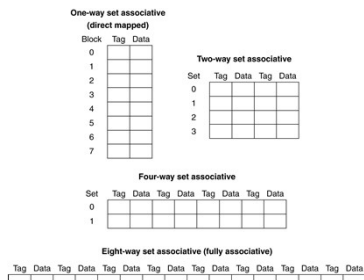 One-way set associative
(direct mapped)
Block Tag Data
0
1
2
3
4
5
6
7
Two-way set associative
Set Tag Data Tag Data
0
1
2
3
Four-way set associative
Set Tag Data Tag Data Tag Data Tag Data
0
1
Eight-way set associative (fully associative)
Tag Data Tag Data Tag Data Tag Data Tag Data Tag Data Tag Data Tag Data